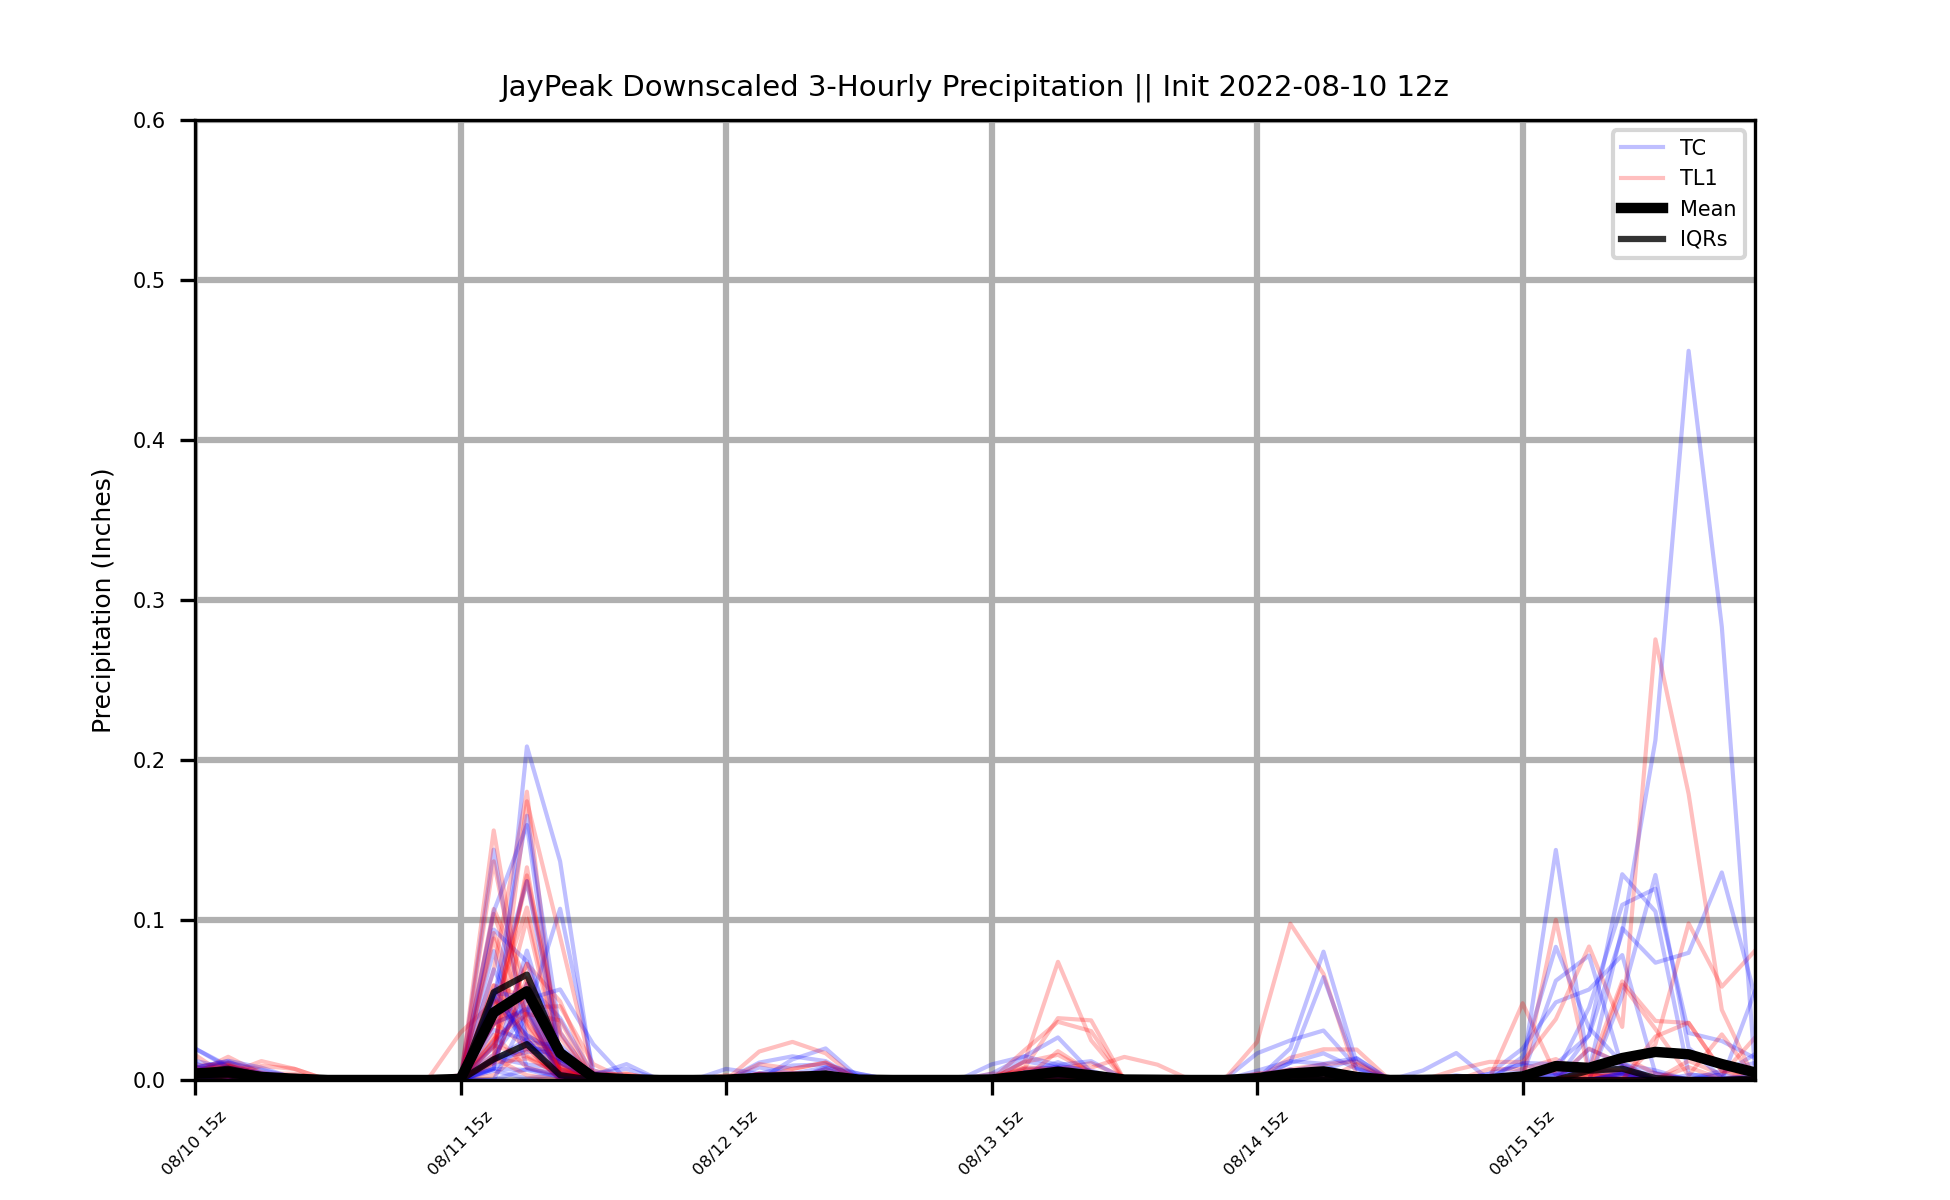 JayPeak Downscaled 3-Hourly Precipitation || Init 2022-08-10 12z
0.6
0.5
0.4
0.3
0.2
0.1
0.0
Precipitation (Inches)
TC
TL1
Mean
IQRs
08/10 15z
08/11 15z
08/12 15z
08/13 15z
08/14 15z
08/15 15z